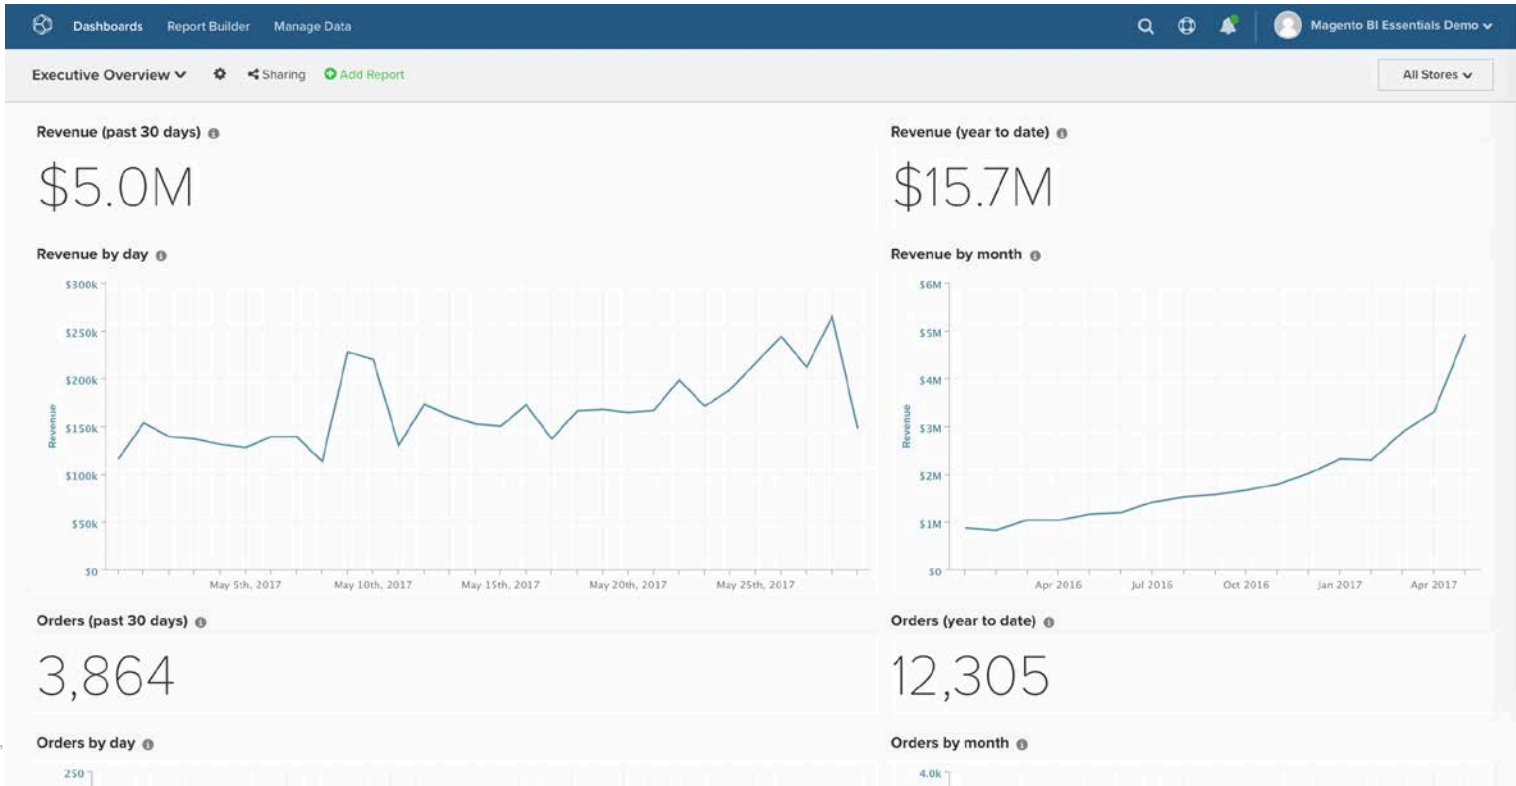 Dashboards Report Builder Manage Data Magento BI Essentials Demo
Executive Overview Sharing Add Report All Stores
Revenue (past 30 days)
$5.0M
Revenue (year to date)
$15.7M
Revenue by day
$300k
$250k
$200k
$150k
$100k
$50k
$0
Revenue
May 5th, 2017 May 10th, 2017 May 15th, 2017 May 20th, 2017 May 25th, 2017
Revenue by month
$6M
$5M
$4M
$3M
$2M
$1M
$0
Revenue
Apr 2016 Jul 2016 Oct 2016 Jan 2017 Apr 2017
Orders (past 30 days)
3,864
Orders (year to date)
12,305
Orders by day
250
Orders by month
4.0k